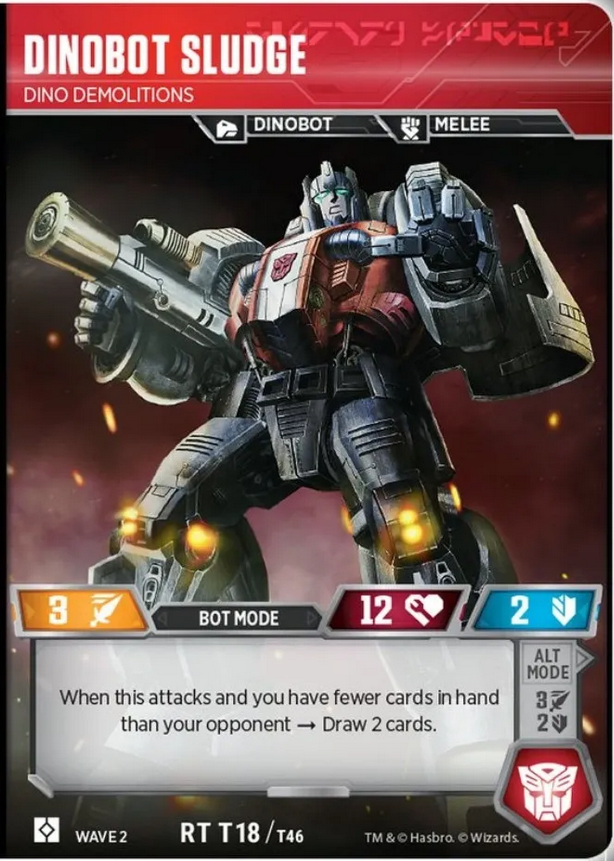 DINOBOT SLUDGE
DINO DEMOLITIONS
DINOBOT
MELEE
3
BOT MODE
12
2
When this attacks and you have fewer cards in hand
than your opponent → Draw 2 cards.
ALT
MODE
3
2
WAVE 2
RT T18/T46
TM & © Hasbro. © Wizards.